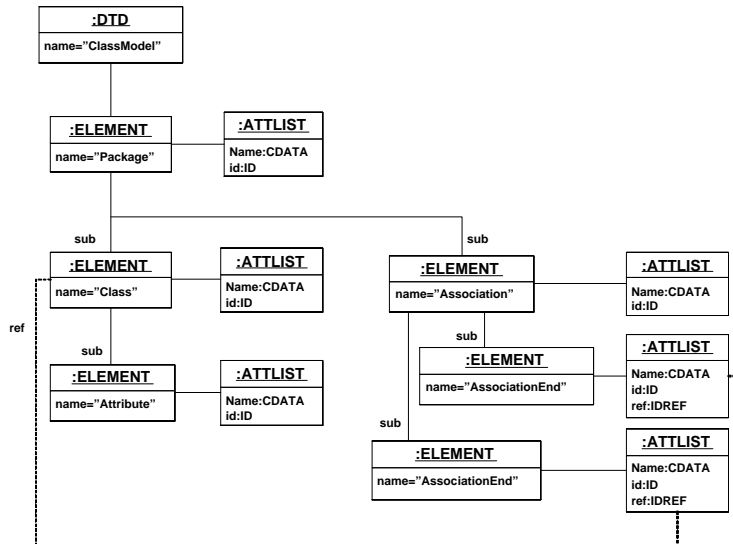 :DTD
name="ClassModel"
:ELEMENT
name="Package"
:ATTLIST
Name:CDATA
id:ID
sub
sub
:ELEMENT
name="Class"
:ATTLIST
Name:CDATA
id:ID
:ELEMENT
name="Association"
:ATTLIST
Name:CDATA
id:ID
ref
sub
sub
:ELEMENT
name="Attribute"
:ATTLIST
Name:CDATA
id:ID
:ELEMENT
name="AssociationEnd"
:ATTLIST
Name:CDATA
id:ID
ref:IDREF
sub
:ELEMENT
name="AssociationEnd"
:ATTLIST
Name:CDATA
id:ID
ref:IDREF